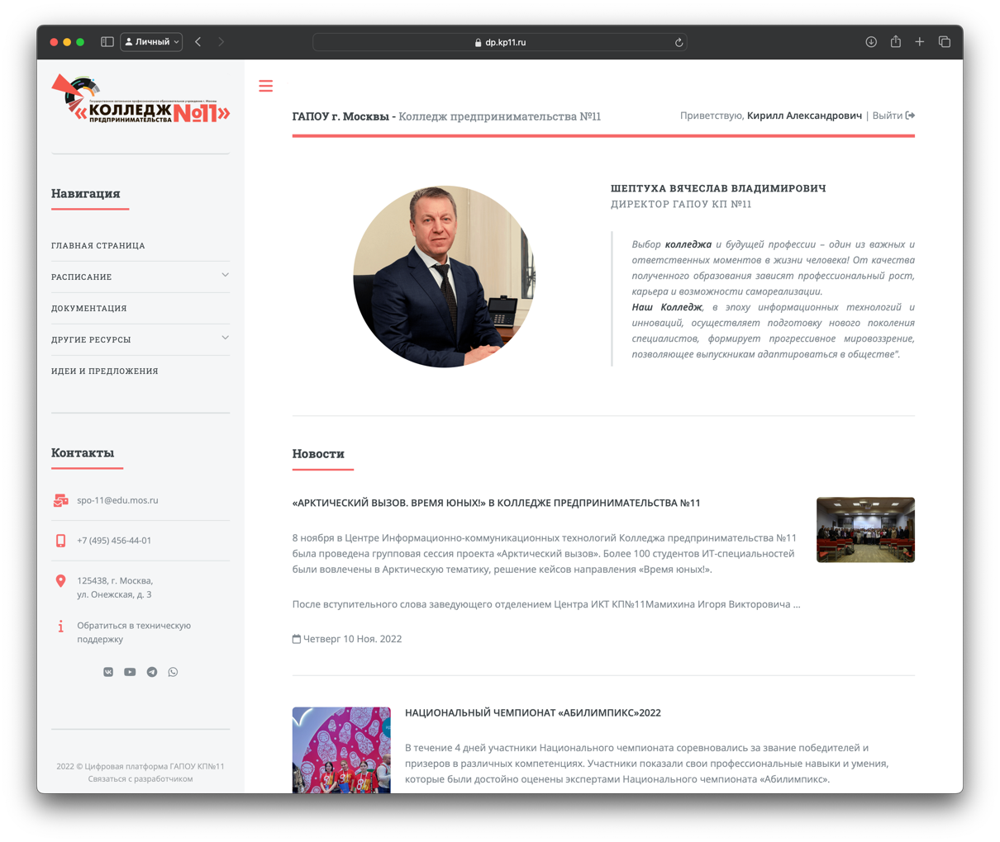 Личный
dp.kp11.ru
Государственное автономное профессиональное образовательное учреждение г. Москвы
«КОЛЛЕДЖ №11»
ПРЕДПРИНИМАТЕЛЬСТВА
Навигация
ГЛАВНАЯ СТРАНИЦА
РАСПИСАНИЕ
ДОКУМЕНТАЦИЯ
ДРУГИЕ РЕСУРСЫ
ИДЕИ И ПРЕДЛОЖЕНИЯ
Контакты
spo-11@edu.mos.ru
+7 (495) 456-44-01
125438, г. Москва,
ул. Онежская, д. 3
Обратиться в техническую
поддержку
2022 © Цифровая платформа ГАПОУ КП№11
Связаться с разработчиком
ГАПОУ г. Москвы - Колледж предпринимательства №11
Приветствую, Кирилл Александрович | Выйти
ШЕПТУХА ВЯЧЕСЛАВ ВЛАДИМИРОВИЧ
ДИРЕКТОР ГАПОУ КП №11
Выбор колледжа и будущей профессии – один из важных и
ответственных моментов в жизни человека! От качества
полученного образования зависят профессиональный рост,
карьера и возможности самореализации.
Наш Колледж, в эпоху информационных технологий и
инноваций, осуществляет подготовку нового поколения
специалистов, формирует прогрессивное мировоззрение,
позволяющее выпускникам адаптироваться в обществе".
Новости
«АРКТИЧЕСКИЙ ВЫЗОВ. ВРЕМЯ ЮНЫХ!» В КОЛЛЕДЖЕ ПРЕДПРИНИМАТЕЛЬСТВА №11
8 ноября в Центре Информационно-коммуникационных технологий Колледжа предпринимательства №11
была проведена групповая сессия проекта «Арктический вызов». Более 100 студентов ИТ-специальностей
были вовлечены в Арктическую тематику, решение кейсов направления «Время юных!».
После вступительного слова заведующего отделением Центра ИКТ КП№11Мамихина Игоря Викторовича ...
Четверг 10 Ноя. 2022
НАЦИОНАЛЬНЫЙ ЧЕМПИОНАТ «АБИЛИМПИКС»2022
В течение 4 дней участники Национального чемпионата соревновались за звание победителей и
призеров в различных компетенциях. Участники показали свои профессиональные навыки и умения,
которые были достойно оценены экспертами Национального чемпионата «Абилимпикс».